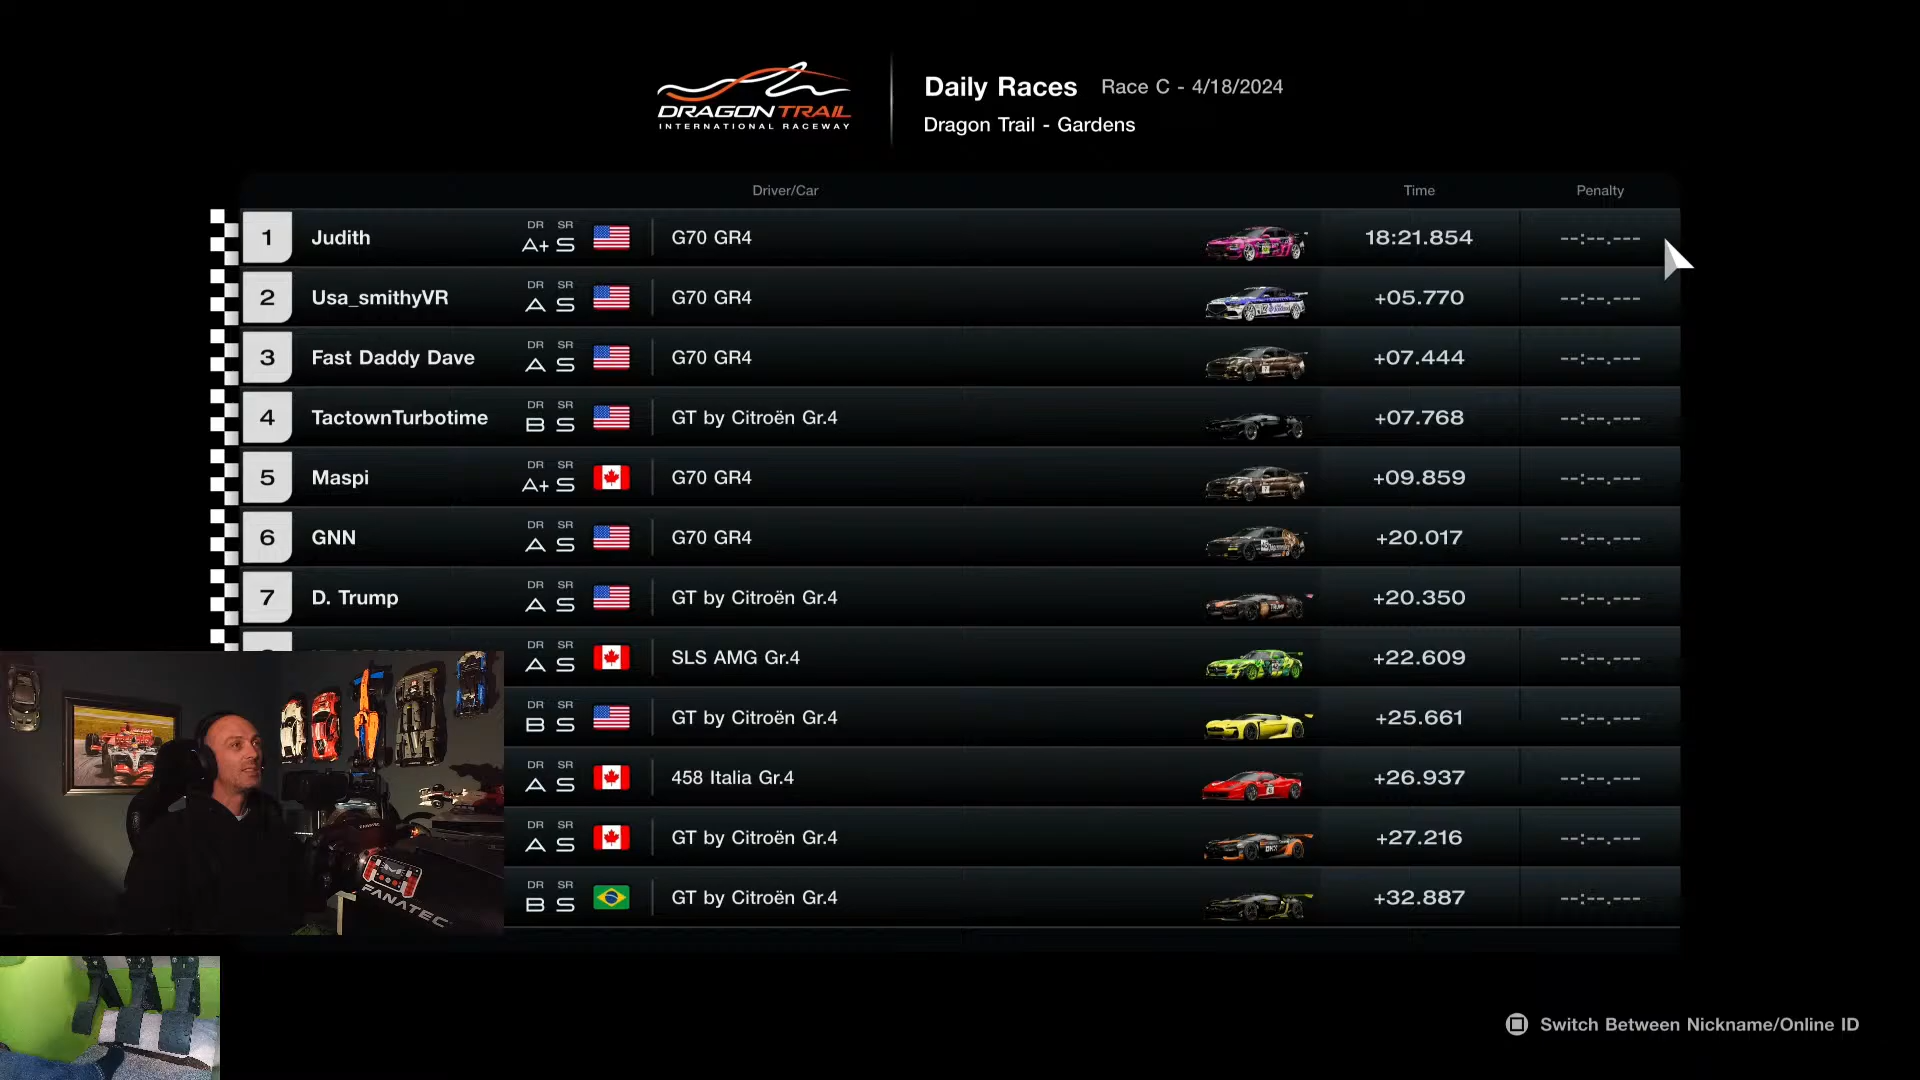 DRAGON TRAIL
INTERNATIONAL RACEWAY
Daily Races Race C - 4/18/2024
Dragon Trail - Gardens
Driver/Car Time Penalty
1 Judith DR A+ SR S G70 GR4 18:21.854 --:--.---
2 Usa_smithyVR DR A SR S G70 GR4 +05.770 --:--.---
3 Fast Daddy Dave DR A SR S G70 GR4 +07.444 --:--.---
4 TactownTurbotime DR B SR S GT by Citroën Gr.4 +07.768 --:--.---
5 Maspi DR A+ SR S G70 GR4 +09.859 --:--.---
6 GNN DR A SR S G70 GR4 +20.017 --:--.---
7 D. Trump DR A SR S GT by Citroën Gr.4 +20.350 --:--.---
DR A SR S SLS AMG Gr.4 +22.609 --:--.---
DR B SR S GT by Citroën Gr.4 +25.661 --:--.---
DR A SR S 458 Italia Gr.4 +26.937 --:--.---
DR A SR S GT by Citroën Gr.4 +27.216 --:--.---
DR B SR S GT by Citroën Gr.4 +32.887 --:--.---
FANATEC
Switch Between Nickname/Online ID